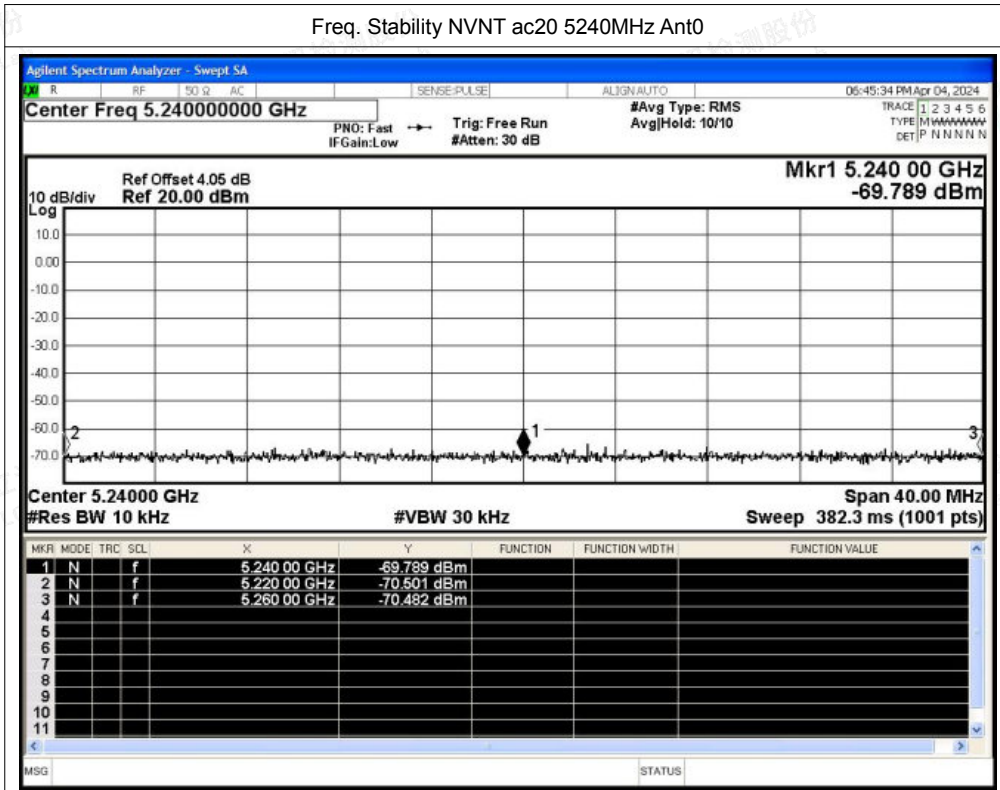 Freq. Stability NVNT ac20 5240MHz Ant0
Agilent Spectrum Analyzer - Swept SA
R RF 50 Ω AC SENSE:PULSE ALIGNAUTO 06:45:34 PM Apr 04, 2024
Center Freq 5.240000000 GHz
PNO: Fast
IFGain:Low
Trig: Free Run
#Atten: 30 dB
#Avg Type: RMS
Avg|Hold: 10/10
TRACE 1 2 3 4 5 6
TYPE M
DET P N N N N N
Mkr1 5.240 00 GHz
-69.789 dBm
Ref Offset 4.05 dB
10 dB/div Ref 20.00 dBm
Log
10.0
0.00
-10.0
-20.0
-30.0
-40.0
-50.0
-60.0
-70.0
2 1 3
Center 5.24000 GHz Span 40.00 MHz
#Res BW 10 kHz #VBW 30 kHz Sweep 382.3 ms (1001 pts)
MKR MODE TRC SCL X Y FUNCTION FUNCTION WIDTH FUNCTION VALUE
1 N f 5.240 00 GHz -69.789 dBm
2 N f 5.220 00 GHz -70.501 dBm
3 N f 5.260 00 GHz -70.482 dBm
4
5
6
7
8
9
10
11
MSG STATUS